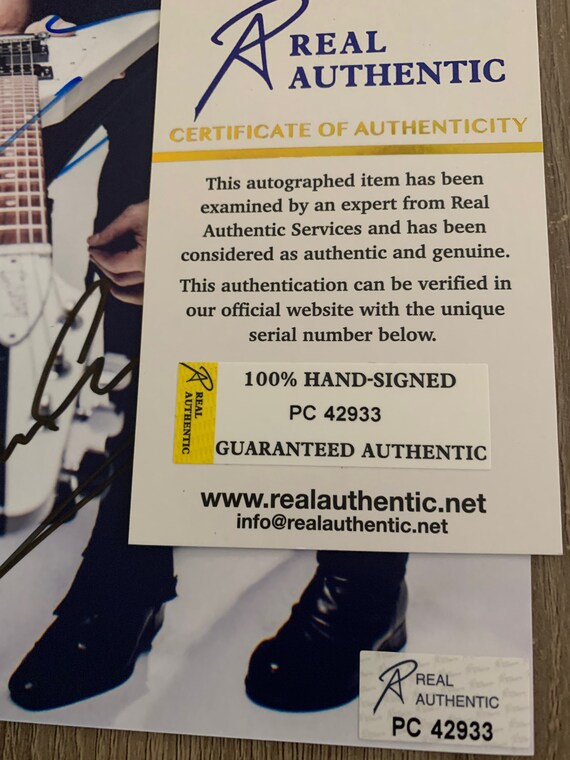 REAL
AUTHENTIC
CERTIFICATE OF AUTHENTICITY
This autographed item has been
examined by an expert from Real
Authentic Services and has been
considered as authentic and genuine.
This authentication can be verified in
our official website with the unique
serial number below.
REAL
AUTHENTIC
100% HAND-SIGNED
PC 42933
GUARANTEED AUTHENTIC
www.realauthentic.net
info@realauthentic.net
REAL
AUTHENTIC
PC 42933